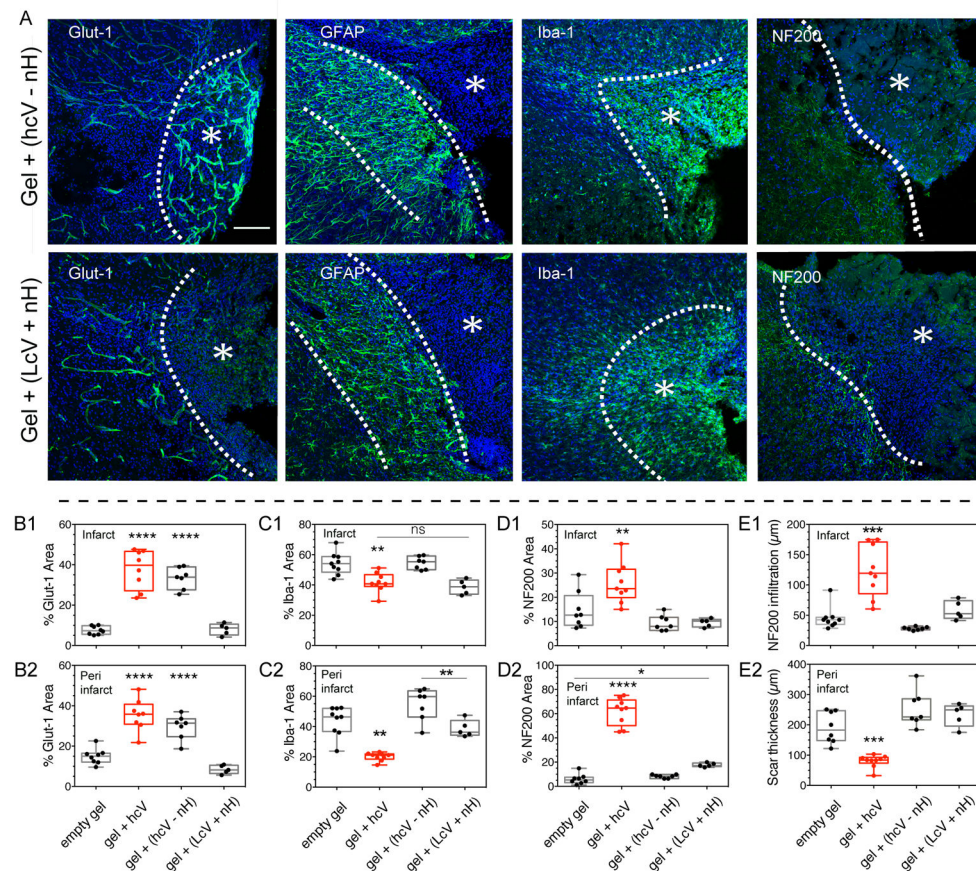 A
Gel + (hcV - nH)
Glut-1
GFAP
Iba-1
NF200
*
*
*
*
Gel + (LcV + nH)
Glut-1
GFAP
Iba-1
NF200
*
*
*
*
B1
% Glut-1 Area
60
40
20
0
Infarct
****
****
C1
% Iba-1 Area
80
60
40
20
0
Infarct
**
ns
D1
% NF200 Area
50
40
30
20
10
0
Infarct
**
E1
NF200 infiltration (µm)
200
150
100
50
0
Infarct
***
B2
% Glut-1 Area
60
40
20
0
Peri
infarct
****
****
C2
% Iba-1 Area
80
60
40
20
0
Peri
infarct
**
**
D2
% NF200 Area
100
80
60
40
20
0
Peri
infarct
****
*
E2
Scar thickness (µm)
400
300
200
100
0
Peri
infarct
***
empty gel
gel + hcV
gel + (hcV - nH)
gel + (LcV + nH)
empty gel
gel + hcV
gel + (hcV - nH)
gel + (LcV + nH)
empty gel
gel + hcV
gel + (hcV - nH)
gel + (LcV + nH)
empty gel
gel + hcV
gel + (hcV - nH)
gel + (LcV + nH)